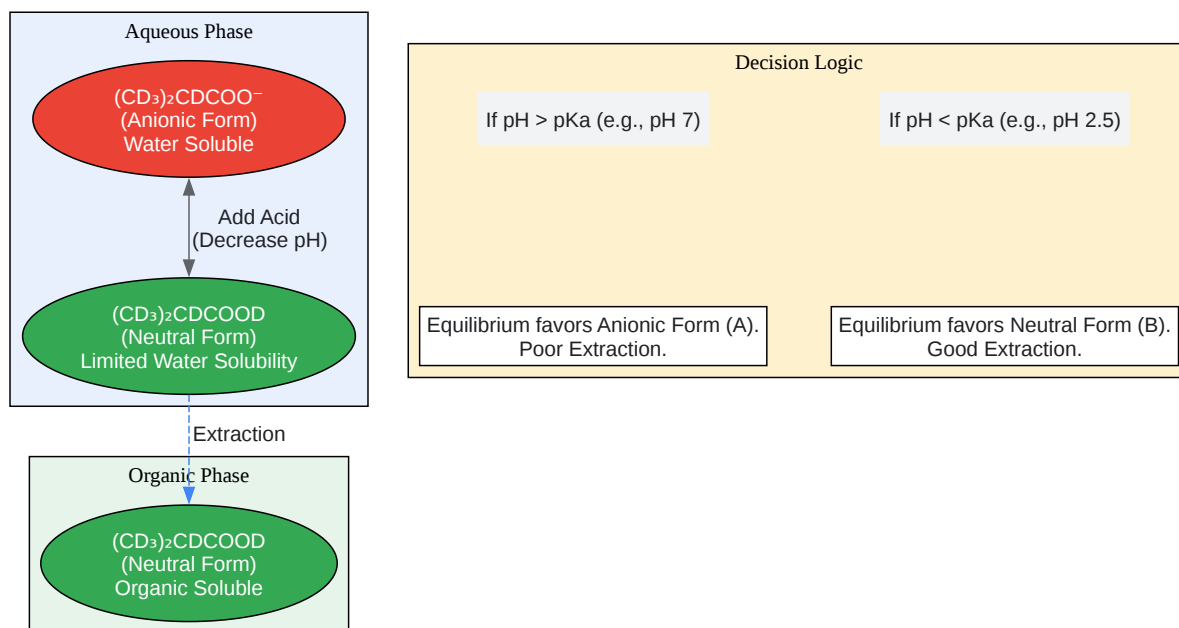 Aqueous Phase
(CD₃)₂CDCOO⁻
(Anionic Form)
Water Soluble
Add Acid
(Decrease pH)
(CD₃)₂CDCOOD
(Neutral Form)
Limited Water Solubility
Extraction
Organic Phase
(CD₃)₂CDCOOD
(Neutral Form)
Organic Soluble
Decision Logic
If pH > pKa (e.g., pH 7)
If pH < pKa (e.g., pH 2.5)
Equilibrium favors Anionic Form (A).
Poor Extraction.
Equilibrium favors Neutral Form (B).
Good Extraction.